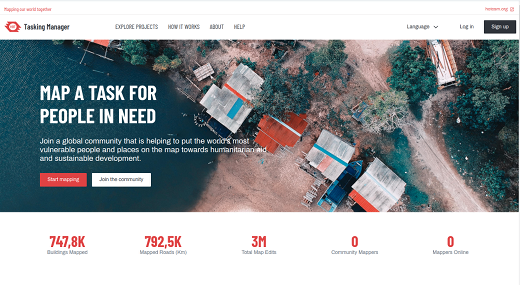 Mapping our world together
hotosm.org
Tasking Manager
EXPLORE PROJECTS HOW IT WORKS ABOUT HELP
Language
Log in
Sign up
MAP A TASK FOR
PEOPLE IN NEED
Join a global community that is helping to put the world's most
vulnerable people and places on the map towards humanitarian aid
and sustainable development.
Start mapping
Join the community
747,8K 792,5K 3M 0 0
Buildings Mapped Mapped Roads (Km) Total Map Edits Community Mappers Mappers Online